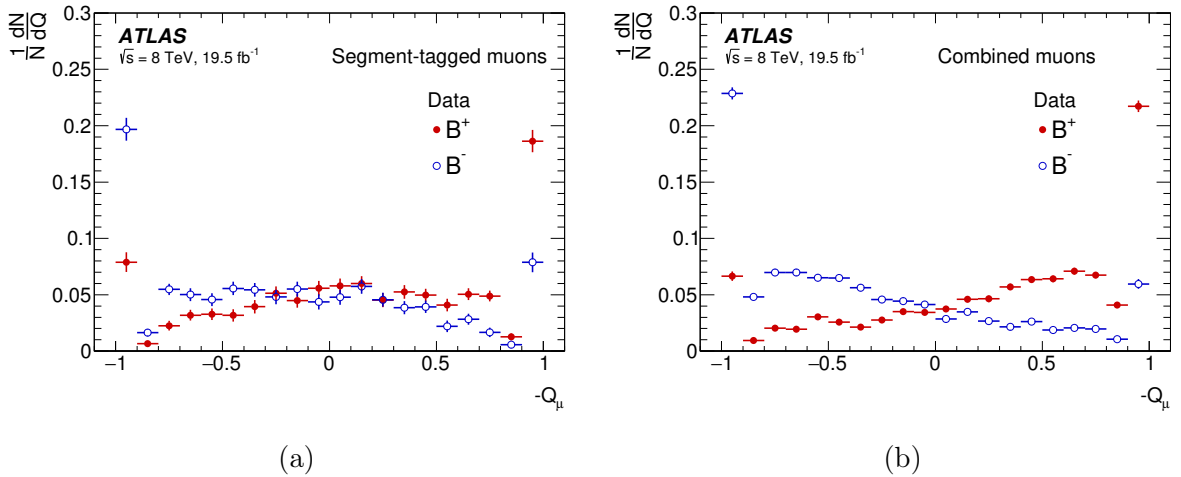 1/N dN/dQ
0.3
0.25
0.2
0.15
0.1
0.05
0
ATLAS
√s = 8 TeV, 19.5 fb⁻¹
Segment-tagged muons
Data
B⁺
B⁻
−1 −0.5 0 0.5 1
-Qμ
(a)
1/N dN/dQ
0.3
0.25
0.2
0.15
0.1
0.05
0
ATLAS
√s = 8 TeV, 19.5 fb⁻¹
Combined muons
Data
B⁺
B⁻
−1 −0.5 0 0.5 1
-Qμ
(b)